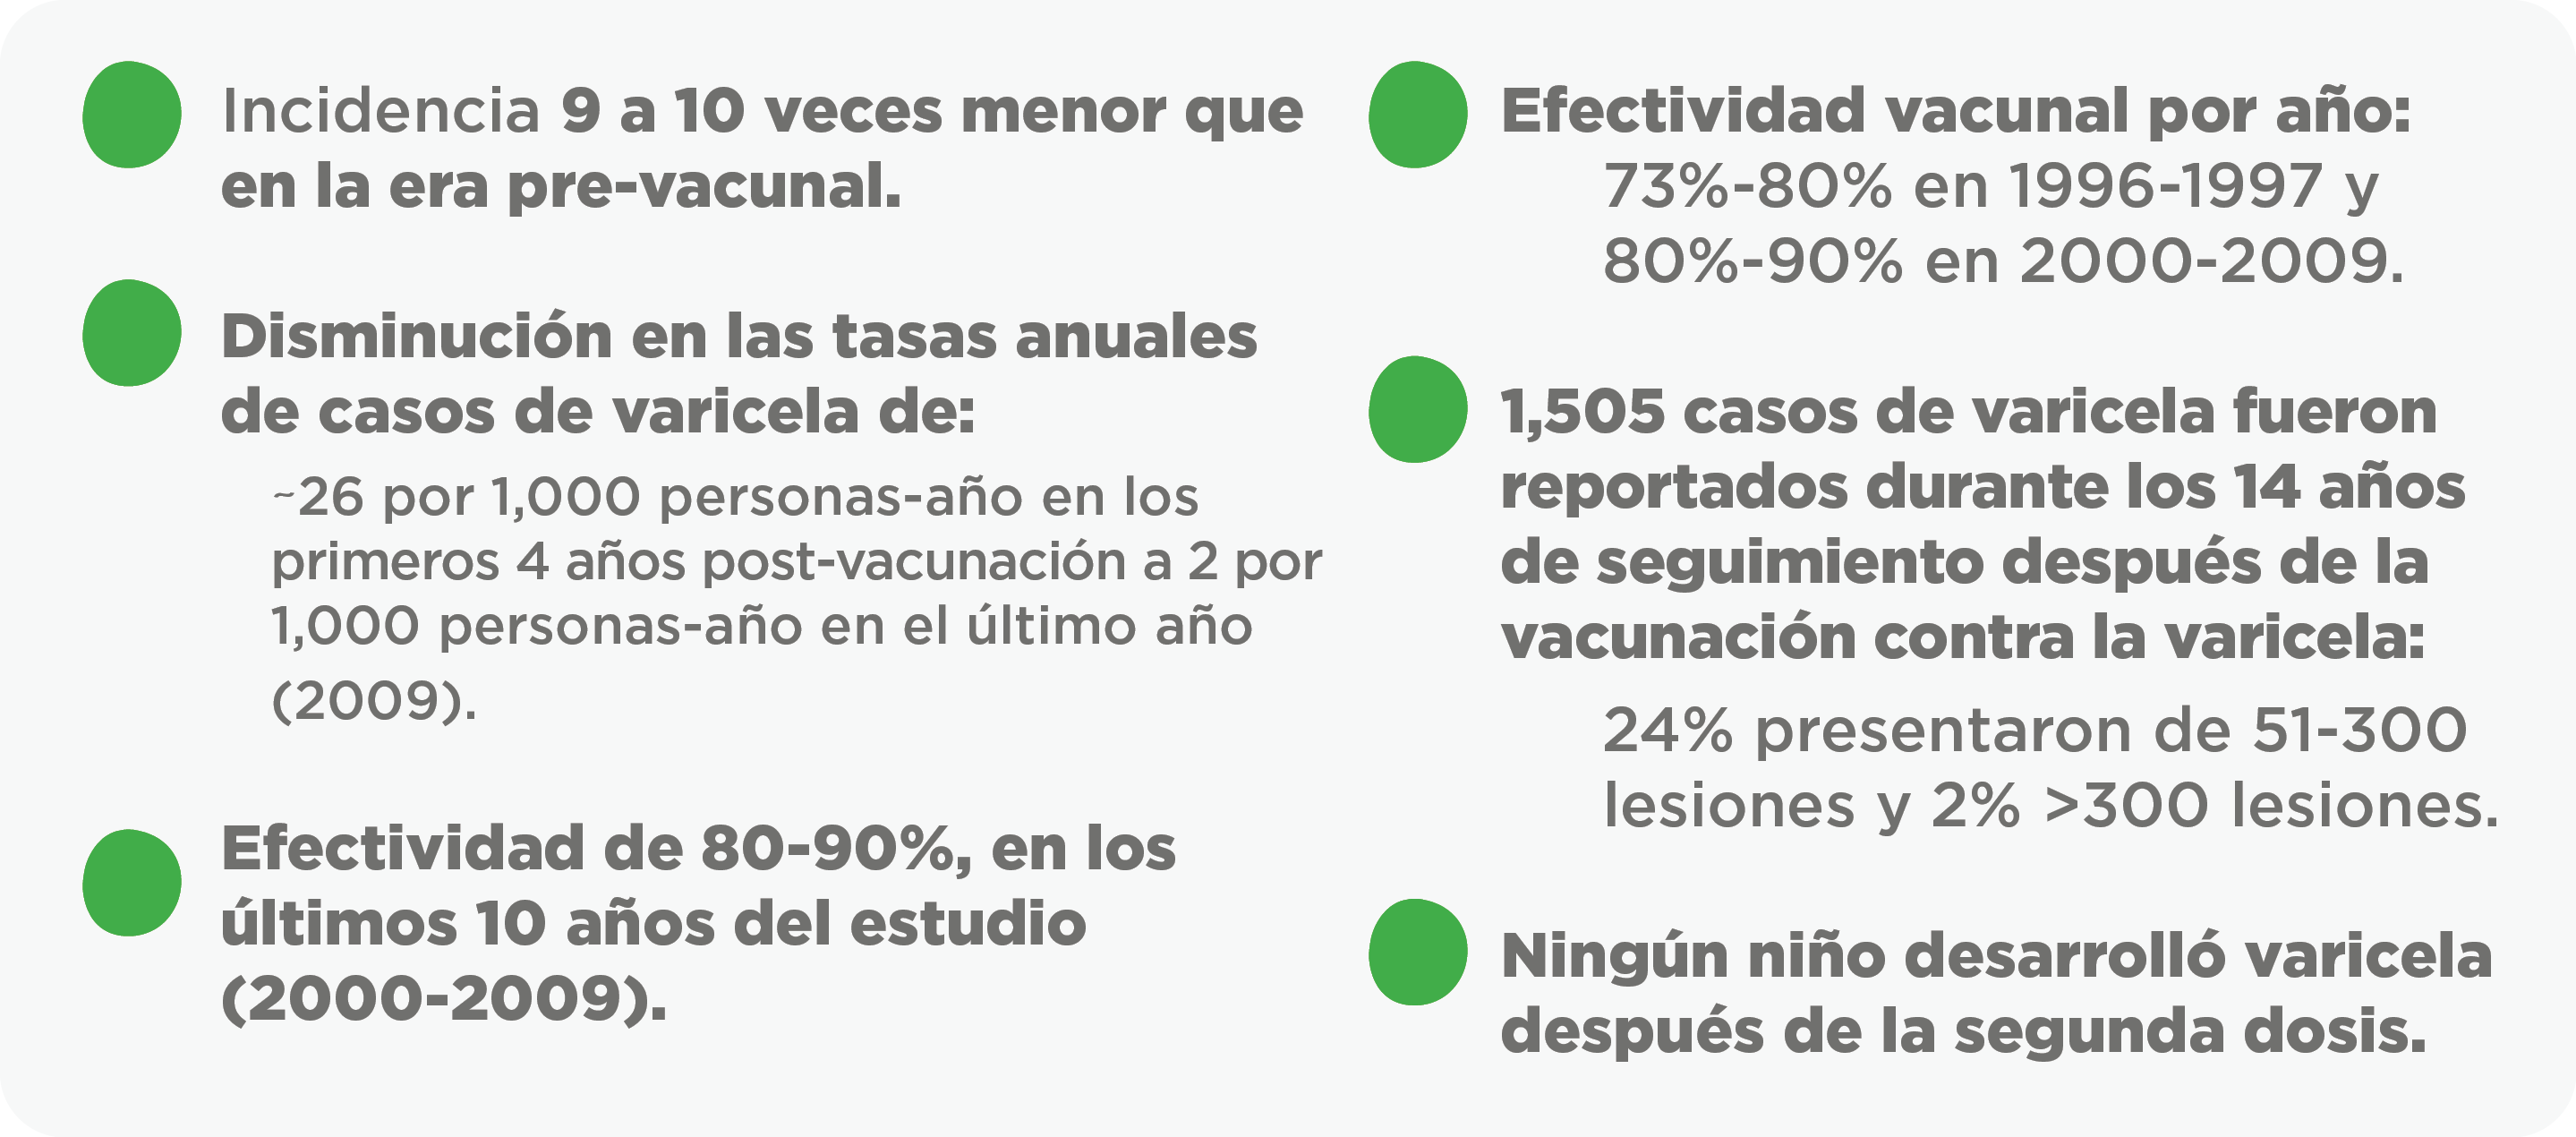 Incidencia 9 a 10 veces menor que
en la era pre-vacunal.
Disminución en las tasas anuales
de casos de varicela de:
~26 por 1,000 personas-año en los
primeros 4 años post-vacunación a 2 por
1,000 personas-año en el último año
(2009).
Efectividad de 80-90%, en los
últimos 10 años del estudio
(2000-2009).
Efectividad vacunal por año:
73%-80% en 1996-1997 y
80%-90% en 2000-2009.
1,505 casos de varicela fueron
reportados durante los 14 años
de seguimiento después de la
vacunación contra la varicela:
24% presentaron de 51-300
lesiones y 2% >300 lesiones.
Ningún niño desarrolló varicela
después de la segunda dosis.